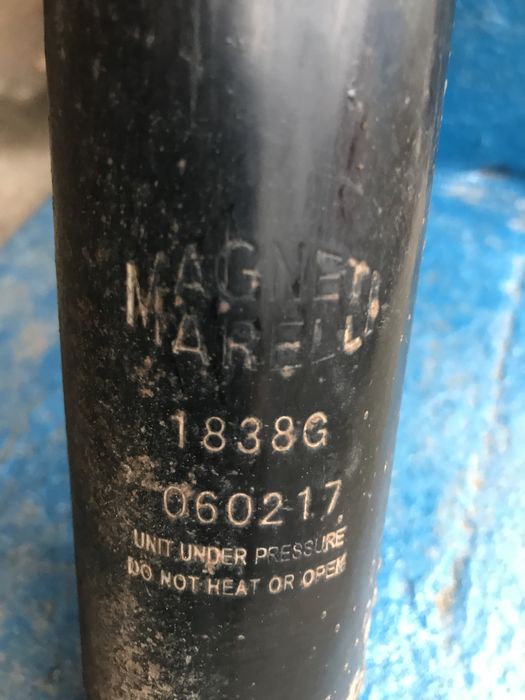 MAGNETI
MARELLI
1838G
060217
UNIT UNDER PRESSURE
DO NOT HEAT OR OPEN